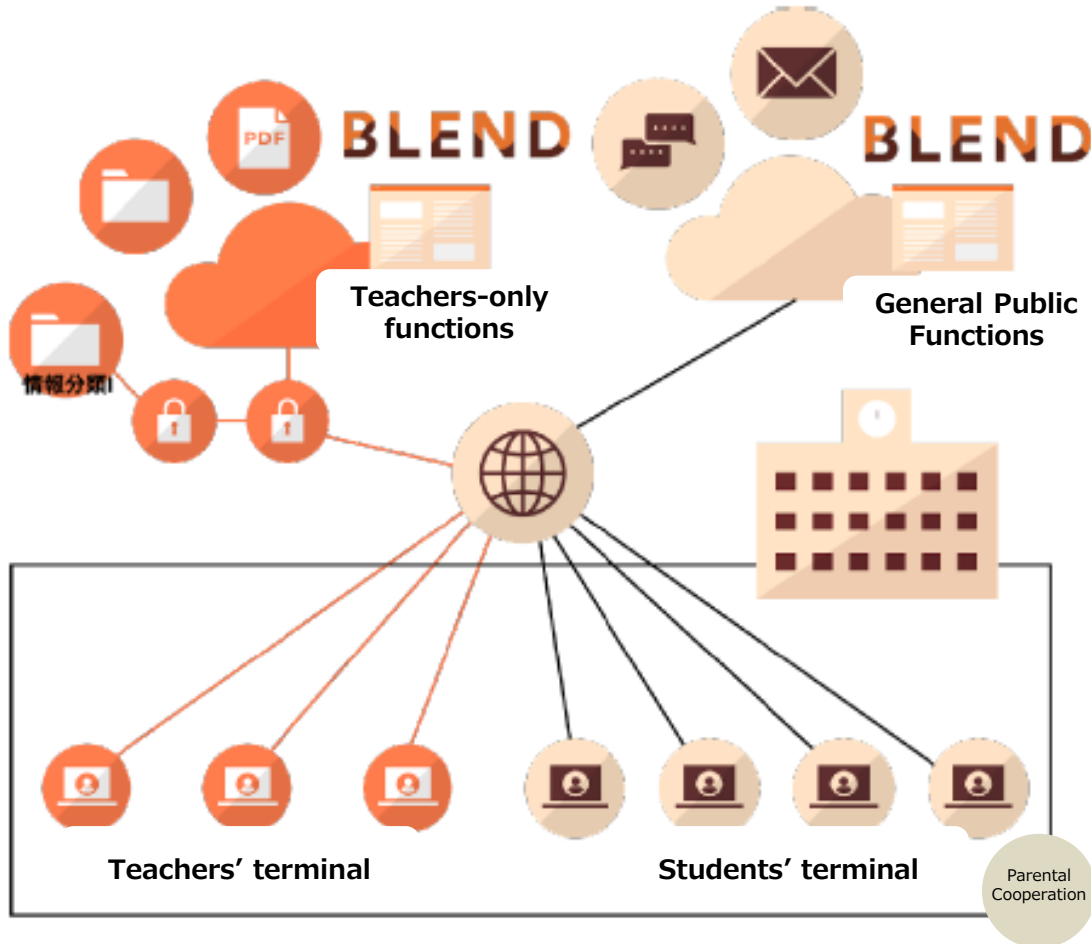 PDF
BLEND
BLEND
Teachers-only
functions
General Public
Functions
情報分類I
Teachers’ terminal
Students’ terminal
Parental
Cooperation